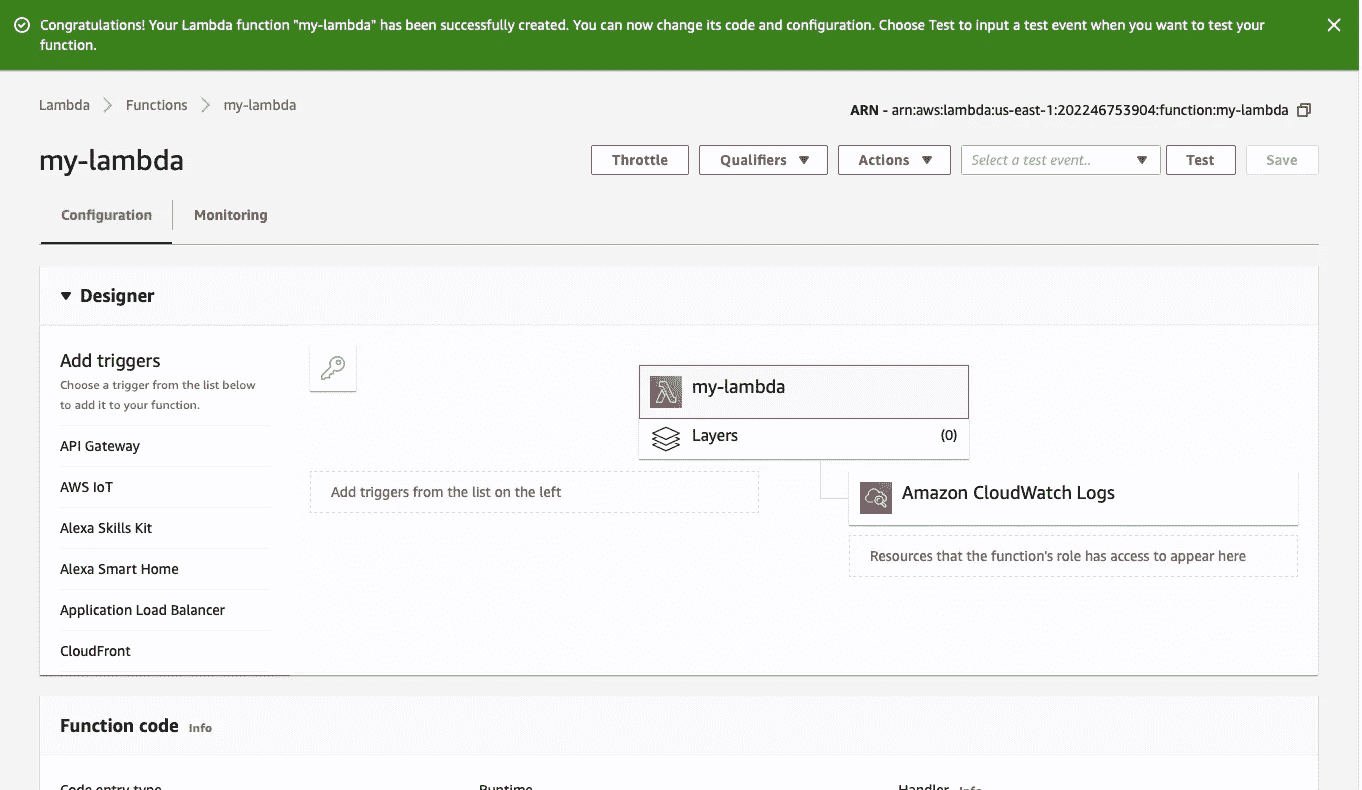 Congratulations! Your Lambda function "my-lambda" has been successfully created. You can now change its code and configuration. Choose Test to input a test event when you want to test your
function.
Lambda
Functions
my-lambda
ARN - arn:aws:lambda:us-east-1:202246753904:function:my-lambda
my-lambda
Throttle
Qualifiers
Actions
Select a test event..
Test
Save
Configuration
Monitoring
Designer
Add triggers
Choose a trigger from the list below
to add it to your function.
API Gateway
AWS IoT
Alexa Skills Kit
Alexa Smart Home
Application Load Balancer
CloudFront
my-lambda
Layers
(0)
Add triggers from the list on the left
Amazon CloudWatch Logs
Resources that the function's role has access to appear here
Function code
Info
Code entry type
Runtime
Handler
Info